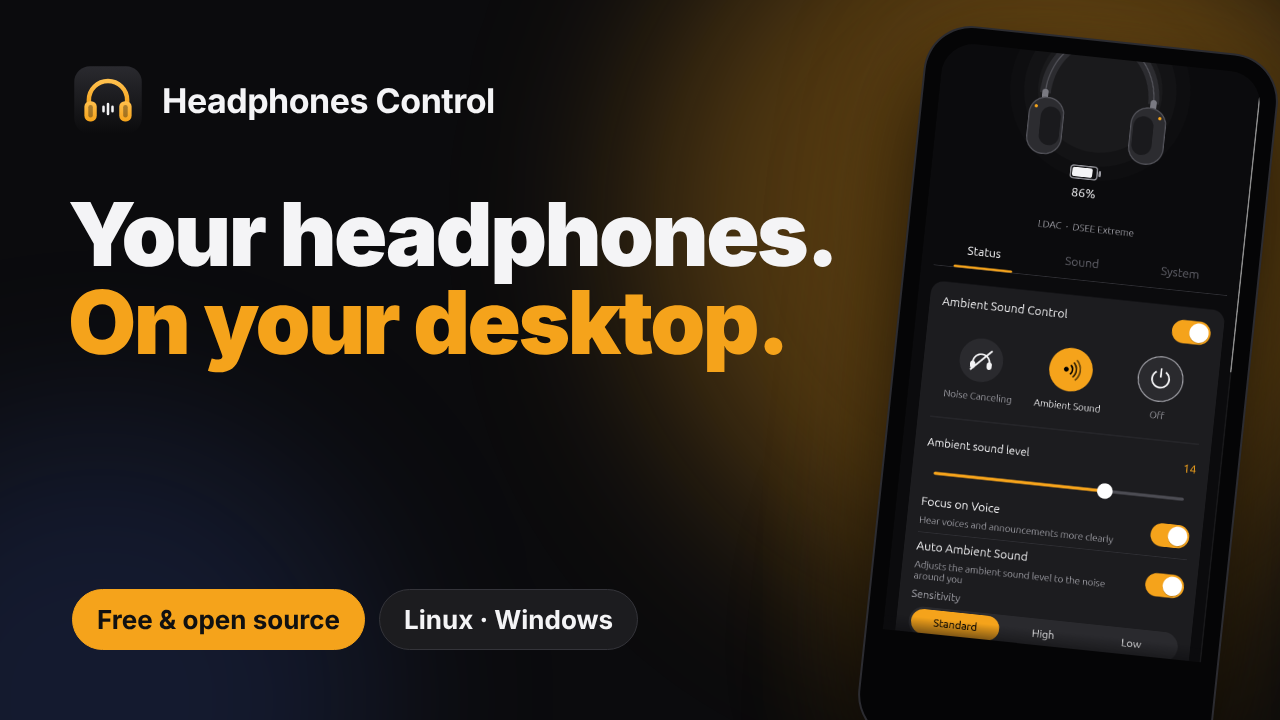 Headphones Control
Your headphones.
On your desktop.
Free & open source
Linux · Windows
86%
LDAC - DSEE Extreme
Status Sound System
Ambient Sound Control
Noise Canceling Ambient Sound Off
Ambient sound level
14
Focus on Voice
Hear voices and announcements more clearly
Auto Ambient Sound
Adjusts the ambient sound level to the noise
around you
Sensitivity
Standard High Low